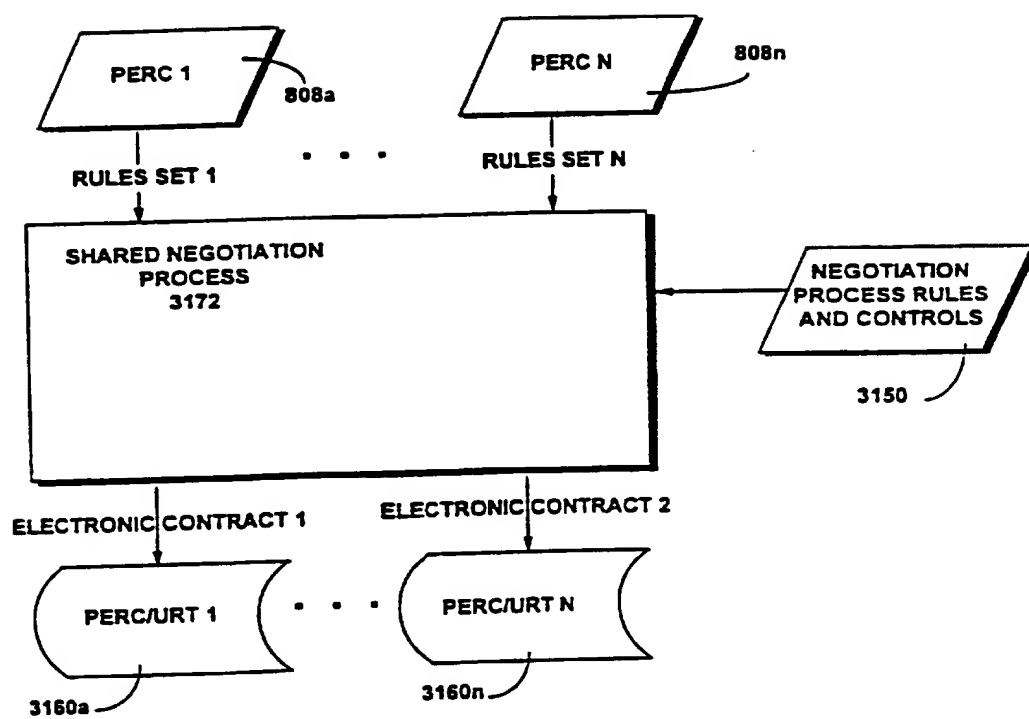 PERC 1
808a
PERC N
808n
RULES SET 1
RULES SET N
SHARED NEGOTIATION
PROCESS
3172
NEGOTIATION
PROCESS RULES
AND CONTROLS
3150
ELECTRONIC CONTRACT 1
ELECTRONIC CONTRACT 2
PERC/URT 1
PERC/URT N
3160a
3160n